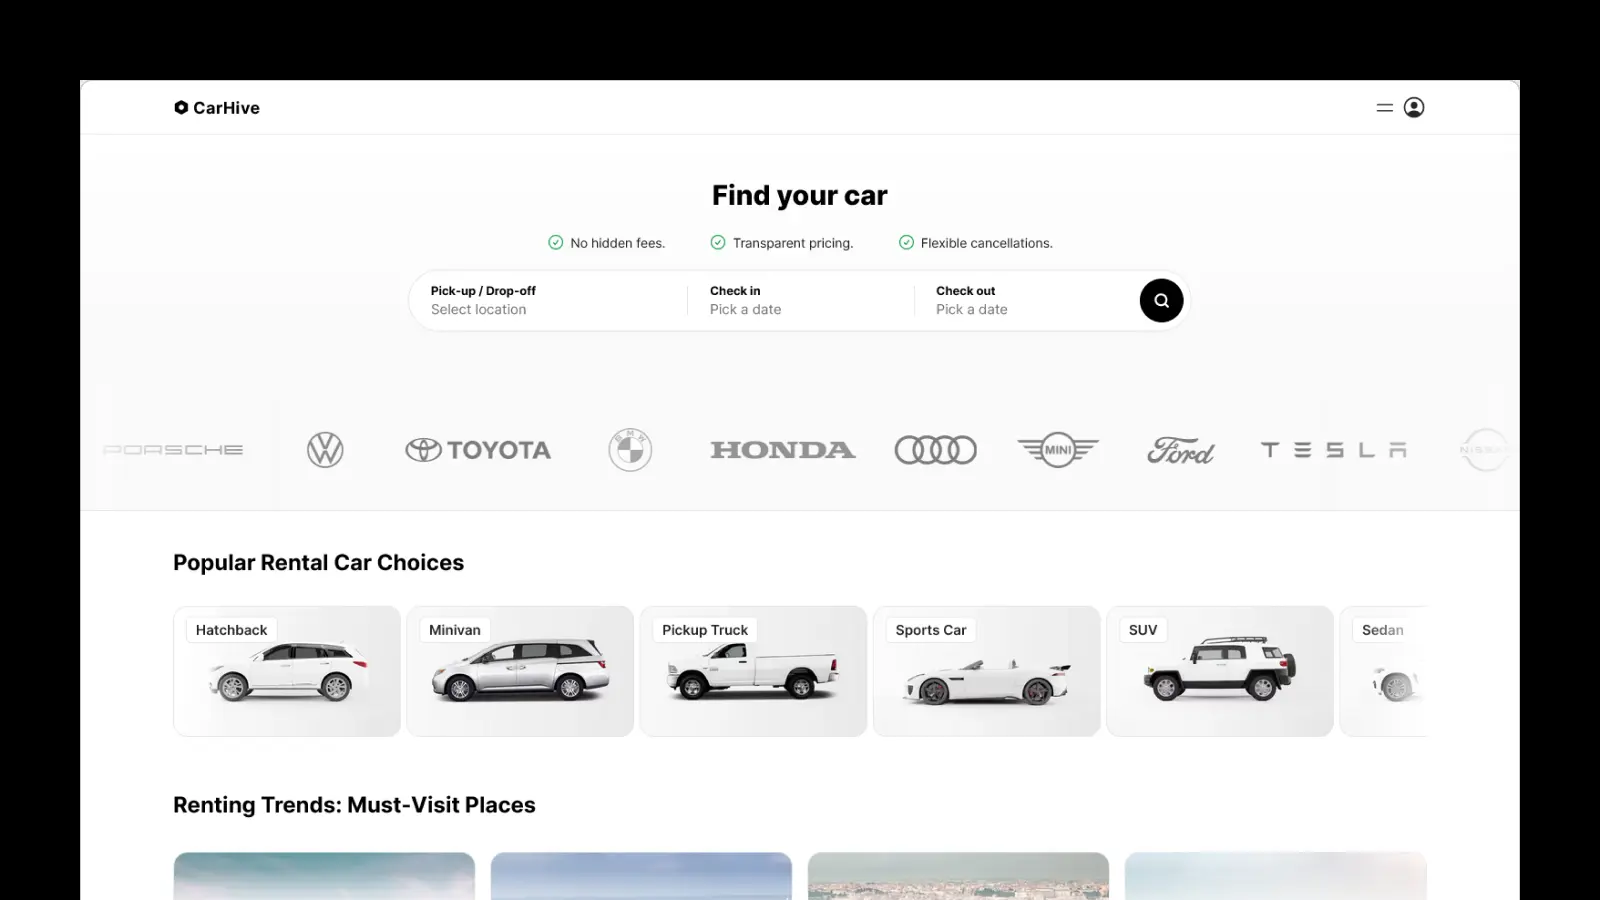 CarHive
Find your car
No hidden fees.
Transparent pricing.
Flexible cancellations.
Pick-up / Drop-off
Select location
Check in
Pick a date
Check out
Pick a date
PORSCHE
TOYOTA
BMW
HONDA
MINI
Ford
TESLA
NISSAN
Popular Rental Car Choices
Hatchback
Minivan
Pickup Truck
Sports Car
SUV
Sedan
Renting Trends: Must-Visit Places